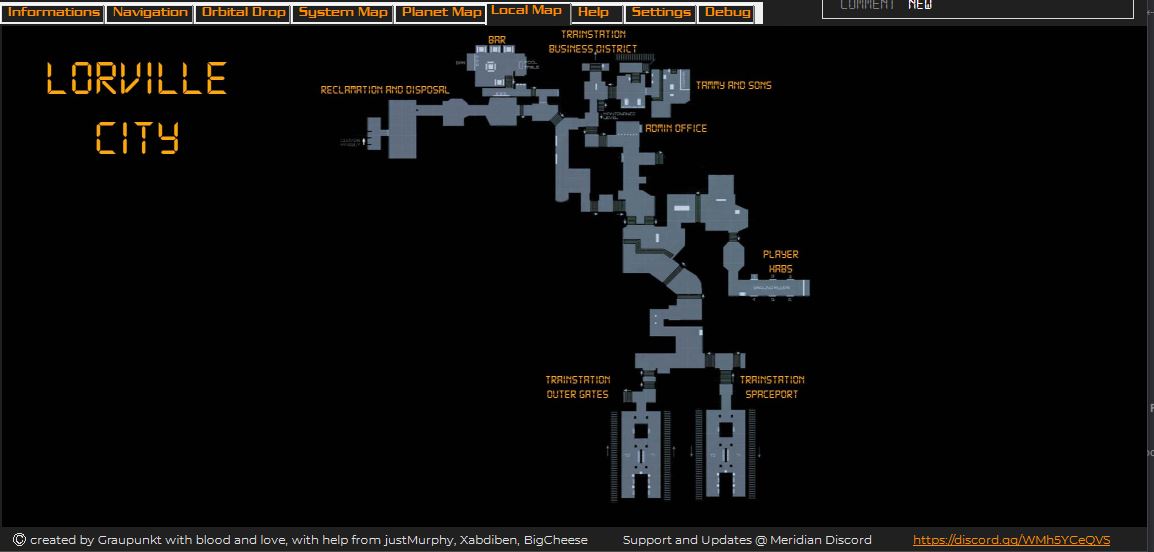 COMMENT NEW
Informations Navigation Orbital Drop System Map Planet Map Local Map Help Settings Debug
LORVILLE
CITY
BAR
TRAINSTATION
BUSINESS DISTRICT
TAMMY AND SONS
RECLAMATION AND DISPOSAL
ADMIN OFFICE
PLAYER
HABS
TRAINSTATION
OUTER GATES
TRAINSTATION
SPACEPORT
© created by Graupunkt with blood and love, with help from justMurphy, Xabdiben, BigCheese Support and Updates @ Meridian Discord https://discord.gg/WMh5YCeQVS